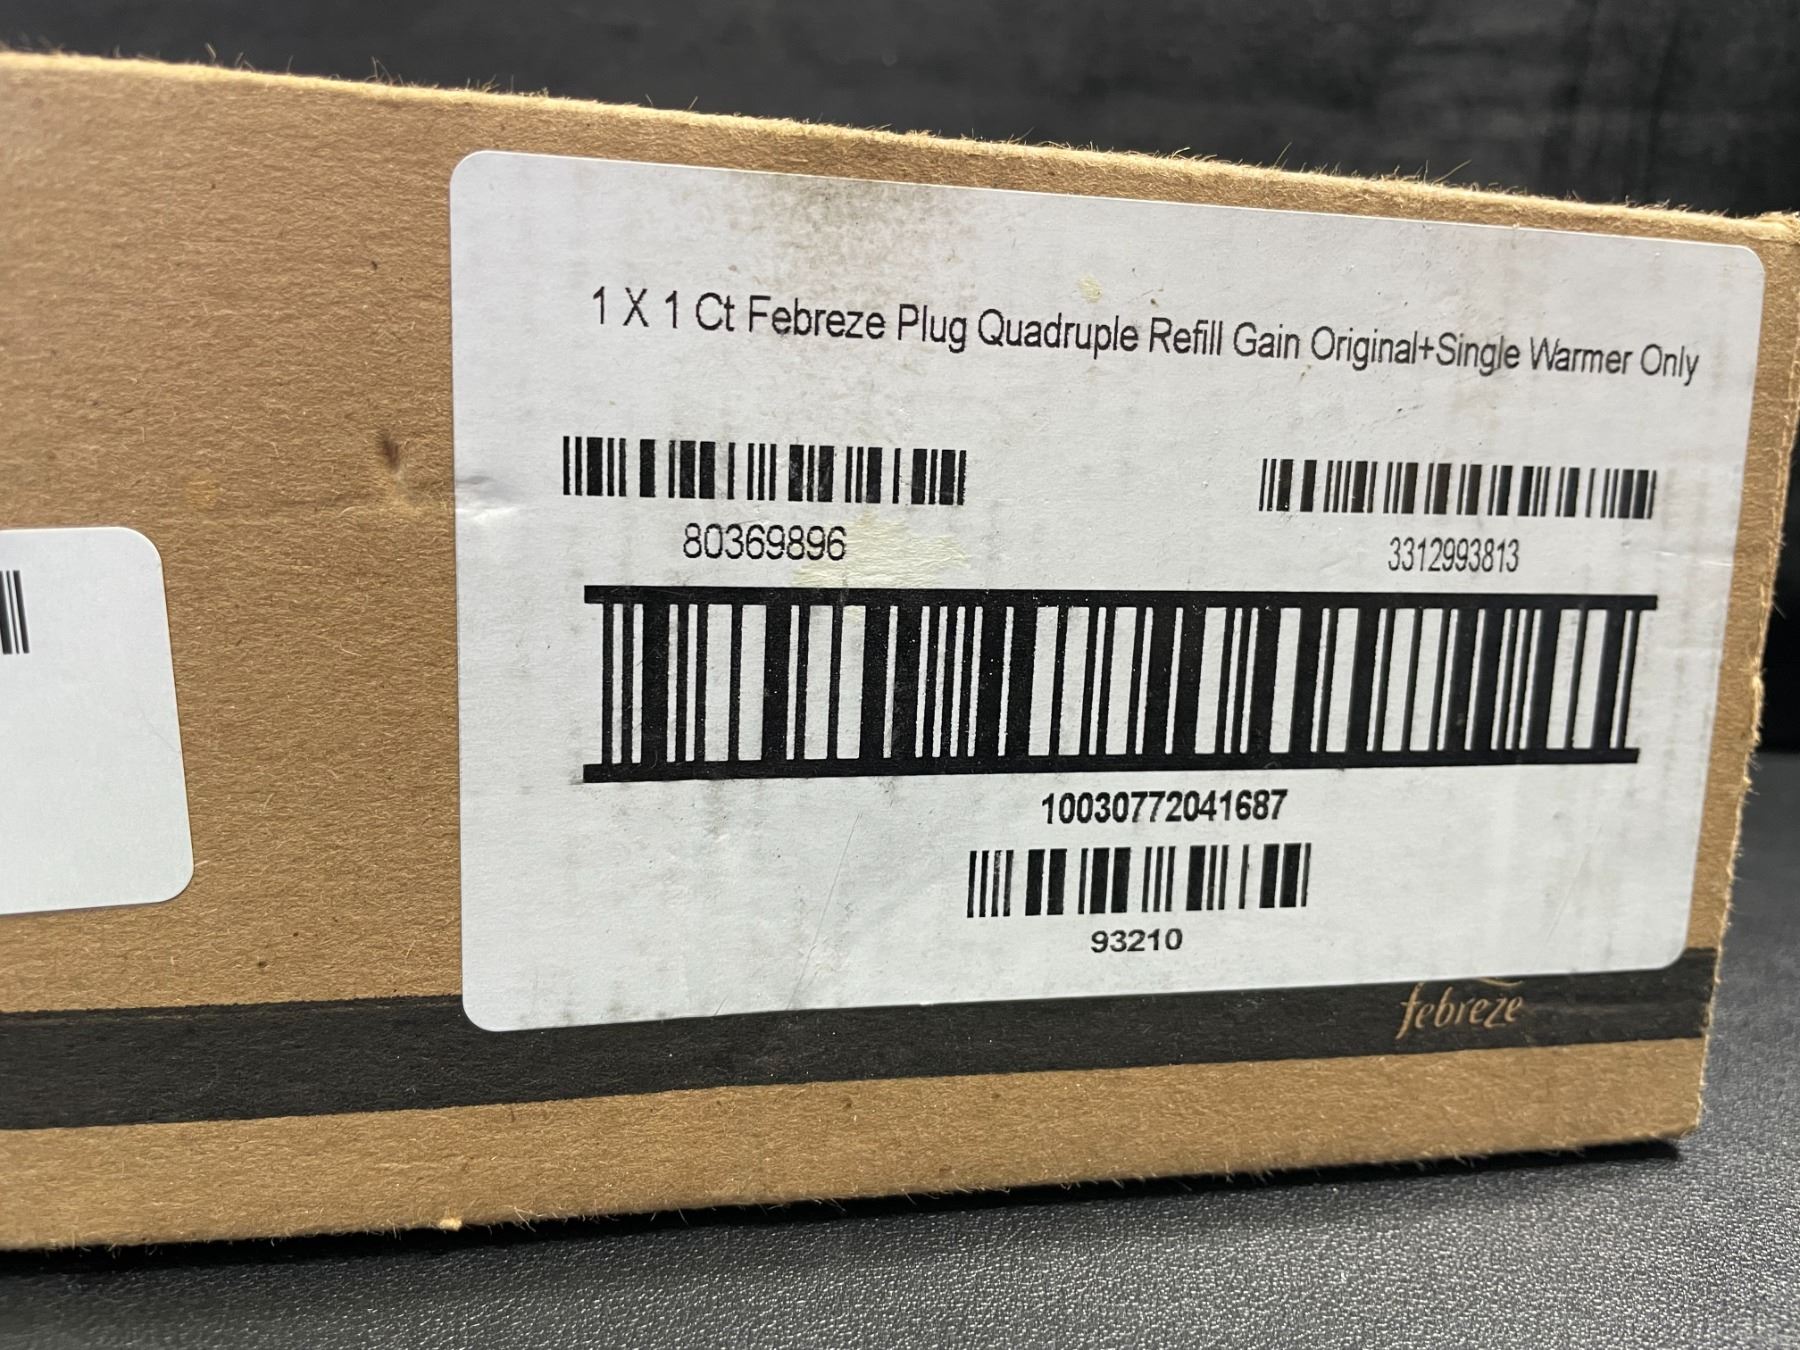 1 X 1 Ct Febreze Plug Quadruple Refill Gain Original+Single Warmer Only
80369896
3312993813
10030772041687
93210
febreze